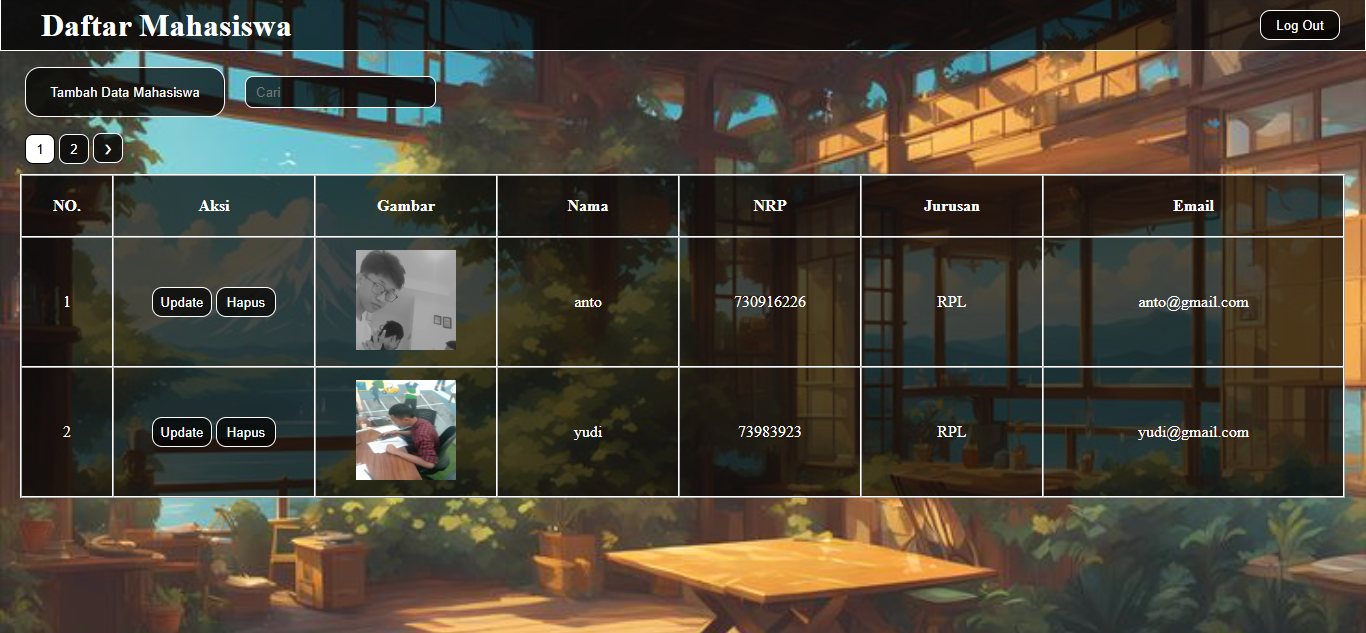 Daftar Mahasiswa
Log Out
Tambah Data Mahasiswa
Cari
1 2 ›
NO. Aksi Gambar Nama NRP Jurusan Email
1 Update Hapus anto 730916226 RPL anto@gmail.com
2 Update Hapus yudi 73983923 RPL yudi@gmail.com